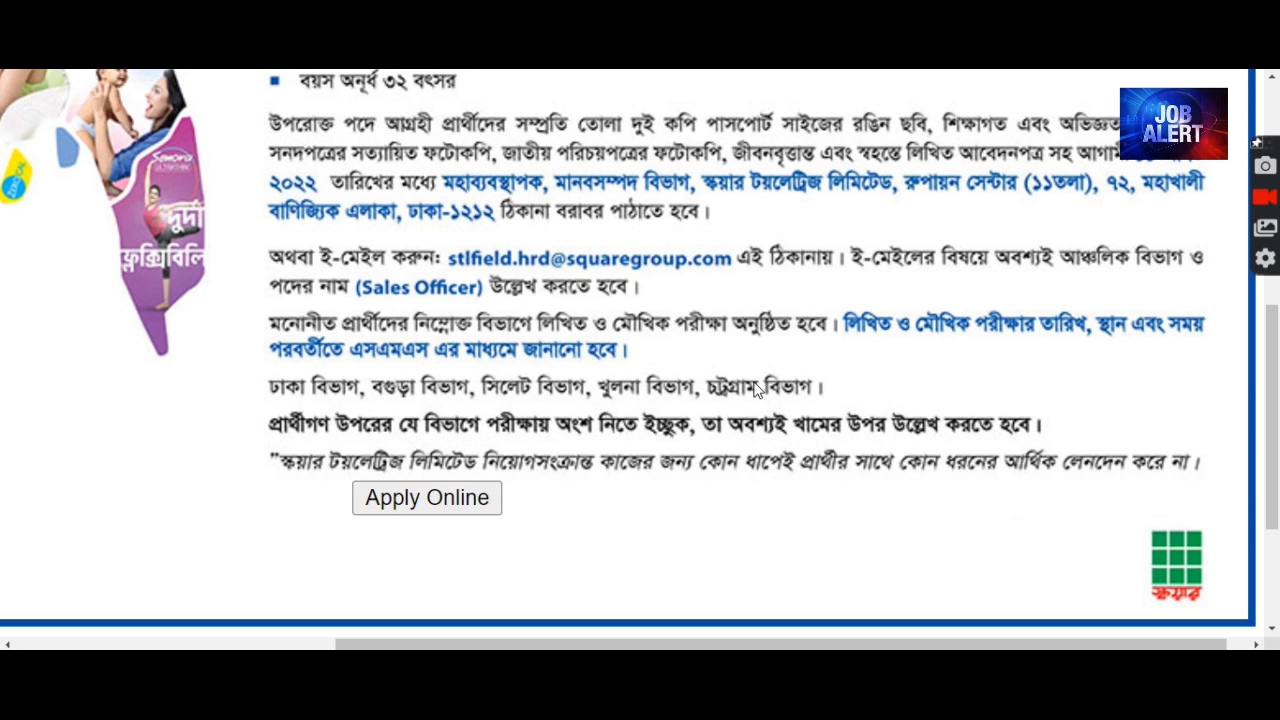 বয়স অনূর্ধ ৩২ বৎসর
উপরোক্ত পদে আগ্রহী প্রার্থীদের সম্প্রতি তোলা দুই কপি পাসপোর্ট সাইজের রঙিন ছবি, শিক্ষাগত এবং
JOB ALERT
সনদপত্রের সত্যায়িত ফটোকপি, জাতীয় পরিচয়পত্রের ফটোকপি, জীবনবৃত্তান্ত এবং স্বহস্তে লিখিত আবেদনপত্র সহ
২০২২ তারিখের মধ্যে মহাব্যবস্থাপক, মানবসম্পদ বিভাগ, স্কয়ার টয়লেট্রিজ লিমিটেড, রুপায়ন সেন্টার (১১তলা), ৭২, মহাখালী
বাণিজ্যিক এলাকা, ঢাকা-১২১২ ঠিকানা বরাবর পাঠাতে হবে।
অথবা ই-মেইল করুন: stlfield.hrd@squaregroup.com এই ঠিকানায়। ই-মেইলের বিষয়ে অবশ্যই আঞ্চলিক বিভাগ ও
পদের নাম (Sales Officer) উল্লেখ করতে হবে।
মনোনীত প্রার্থীদের নিম্নোক্ত বিভাগে লিখিত ও মৌখিক পরীক্ষা অনুষ্ঠিত হবে। লিখিত ও মৌখিক পরীক্ষার তারিখ, স্থান এবং সময়
পরবর্তীতে এসএমএস এর মাধ্যমে জানানো হবে।
ঢাকা বিভাগ, বগুড়া বিভাগ, সিলেট বিভাগ, খুলনা বিভাগ, চট্রগ্রাম বিভাগ।
প্রার্থীগণ উপরের যে বিভাগে পরীক্ষায় অংশ নিতে ইচ্ছুক, তা অবশ্যই খামের উপর উল্লেখ করতে হবে।
"স্কয়ার টয়লেট্রিজ লিমিটেড নিয়োগসংক্রান্ত কাজের জন্য কোন ধাপেই প্রার্থীর সাথে কোন ধরনের আর্থিক লেনদেন করে না।
Apply Online
স্কয়ার
Senora